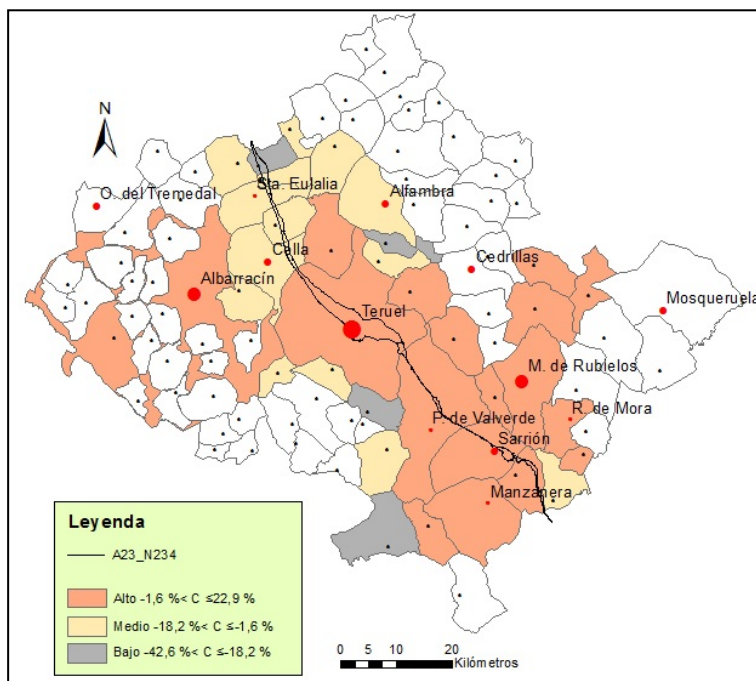 N
O. del Tremedal
Sta. Eulalia
Alfambra
Cella
Cedrillas
Albarracín
Mosqueruela
Teruel
M. de Rublelos
P. de Valverde
R. de Mora
Sarrión
Manzanera
Leyenda
A23_N234
Alto -1,6 %< C ≤22,9 %
Medio -18,2 %< C ≤-1,6 %
Bajo -42,6 %< C ≤-18,2 %
0 5 10 20
Kilómetros